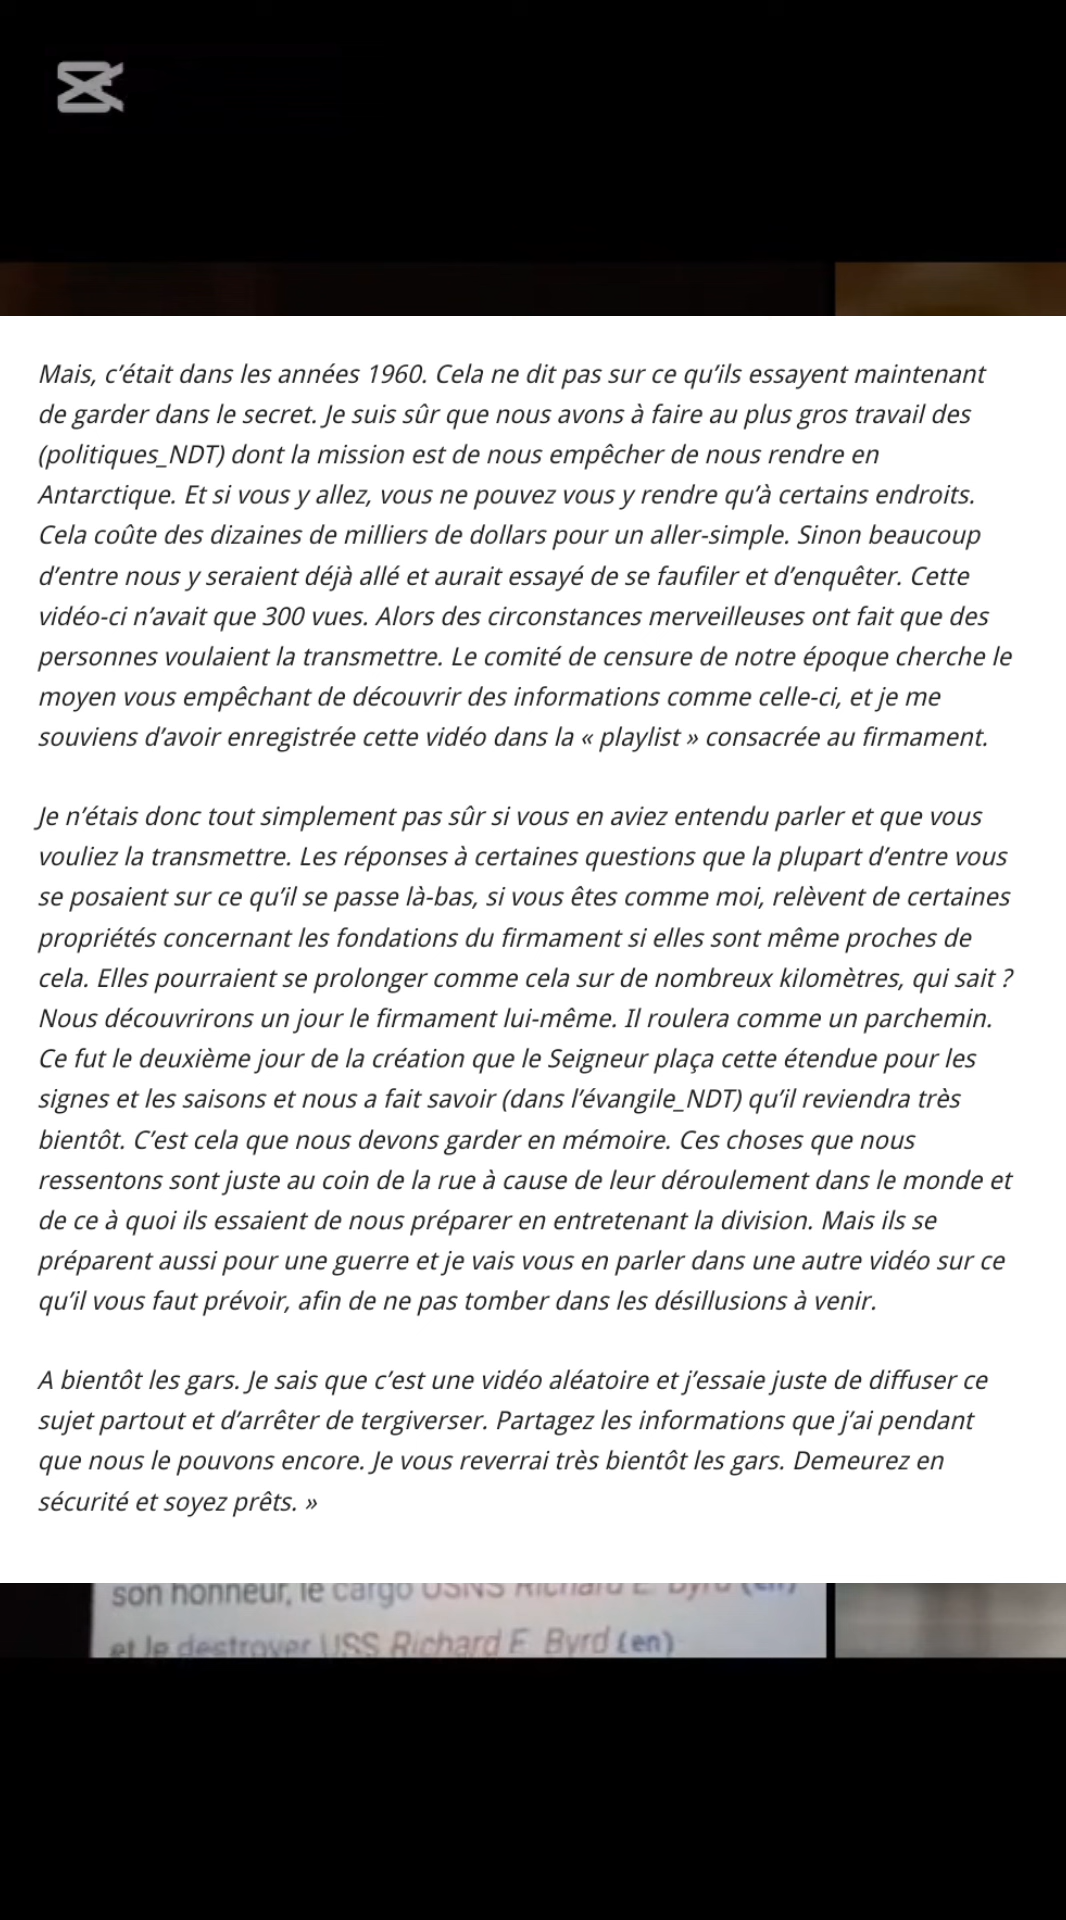 Mais, c’était dans les années 1960. Cela ne dit pas sur ce qu’ils essayent maintenant
de garder dans le secret. Je suis sûr que nous avons à faire au plus gros travail des
(politiques_NDT) dont la mission est de nous empêcher de nous rendre en
Antarctique. Et si vous y allez, vous ne pouvez vous y rendre qu’à certains endroits.
Cela coûte des dizaines de milliers de dollars pour un aller-simple. Sinon beaucoup
d’entre nous y seraient déjà allé et aurait essayé de se faufiler et d’enquêter. Cette
vidéo-ci n’avait que 300 vues. Alors des circonstances merveilleuses ont fait que des
personnes voulaient la transmettre. Le comité de censure de notre époque cherche le
moyen vous empêchant de découvrir des informations comme celle-ci, et je me
souviens d’avoir enregistrée cette vidéo dans la « playlist » consacrée au firmament.
Je n’étais donc tout simplement pas sûr si vous en aviez entendu parler et que vous
vouliez la transmettre. Les réponses à certaines questions que la plupart d’entre vous
se posaient sur ce qu’il se passe là-bas, si vous êtes comme moi, relèvent de certaines
propriétés concernant les fondations du firmament si elles sont même proches de
cela. Elles pourraient se prolonger comme cela sur de nombreux kilomètres, qui sait ?
Nous découvrirons un jour le firmament lui-même. Il roulera comme un parchemin.
Ce fut le deuxième jour de la création que le Seigneur plaça cette étendue pour les
signes et les saisons et nous a fait savoir (dans l’évangile_NDT) qu’il reviendra très
bientôt. C’est cela que nous devons garder en mémoire. Ces choses que nous
ressentons sont juste au coin de la rue à cause de leur déroulement dans le monde et
de ce à quoi ils essaient de nous préparer en entretenant la division. Mais ils se
préparent aussi pour une guerre et je vais vous en parler dans une autre vidéo sur ce
qu’il vous faut prévoir, afin de ne pas tomber dans les désillusions à venir.
A bientôt les gars. Je sais que c’est une vidéo aléatoire et j’essaie juste de diffuser ce
sujet partout et d’arrêter de tergiverser. Partagez les informations que j’ai pendant
que nous le pouvons encore. Je vous reverrai très bientôt les gars. Demeurez en
sécurité et soyez prêts. »
son honneur, le cargo USNS Richard E. Byrd (en)
et le destroyer USS Richard E. Byrd (en)